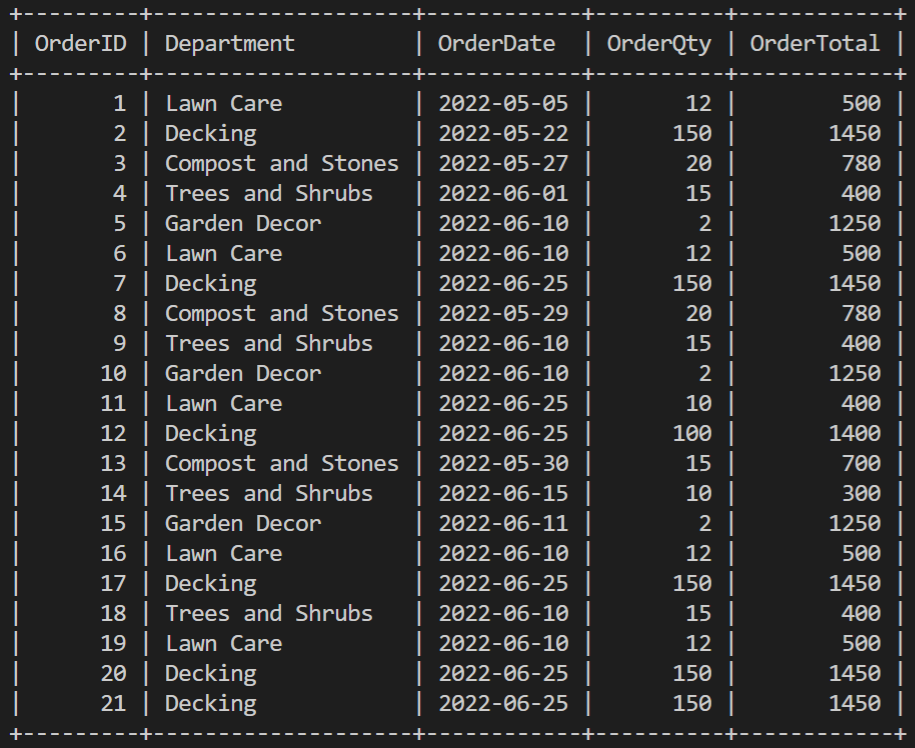 +---------+--------------------+------------+----------+------------+
| OrderID | Department         | OrderDate  | OrderQty | OrderTotal |
+---------+--------------------+------------+----------+------------+
|       1 | Lawn Care          | 2022-05-05 |       12 |        500 |
|       2 | Decking            | 2022-05-22 |      150 |       1450 |
|       3 | Compost and Stones | 2022-05-27 |       20 |        780 |
|       4 | Trees and Shrubs   | 2022-06-01 |       15 |        400 |
|       5 | Garden Decor       | 2022-06-10 |        2 |       1250 |
|       6 | Lawn Care          | 2022-06-10 |       12 |        500 |
|       7 | Decking            | 2022-06-25 |      150 |       1450 |
|       8 | Compost and Stones | 2022-05-29 |       20 |        780 |
|       9 | Trees and Shrubs   | 2022-06-10 |       15 |        400 |
|      10 | Garden Decor       | 2022-06-10 |        2 |       1250 |
|      11 | Lawn Care          | 2022-06-25 |       10 |        400 |
|      12 | Decking            | 2022-06-25 |      100 |       1400 |
|      13 | Compost and Stones | 2022-05-30 |       15 |        700 |
|      14 | Trees and Shrubs   | 2022-06-15 |       10 |        300 |
|      15 | Garden Decor       | 2022-06-11 |        2 |       1250 |
|      16 | Lawn Care          | 2022-06-10 |       12 |        500 |
|      17 | Decking            | 2022-06-25 |      150 |       1450 |
|      18 | Trees and Shrubs   | 2022-06-10 |       15 |        400 |
|      19 | Lawn Care          | 2022-06-10 |       12 |        500 |
|      20 | Decking            | 2022-06-25 |      150 |       1450 |
|      21 | Decking            | 2022-06-25 |      150 |       1450 |
+---------+--------------------+------------+----------+------------+